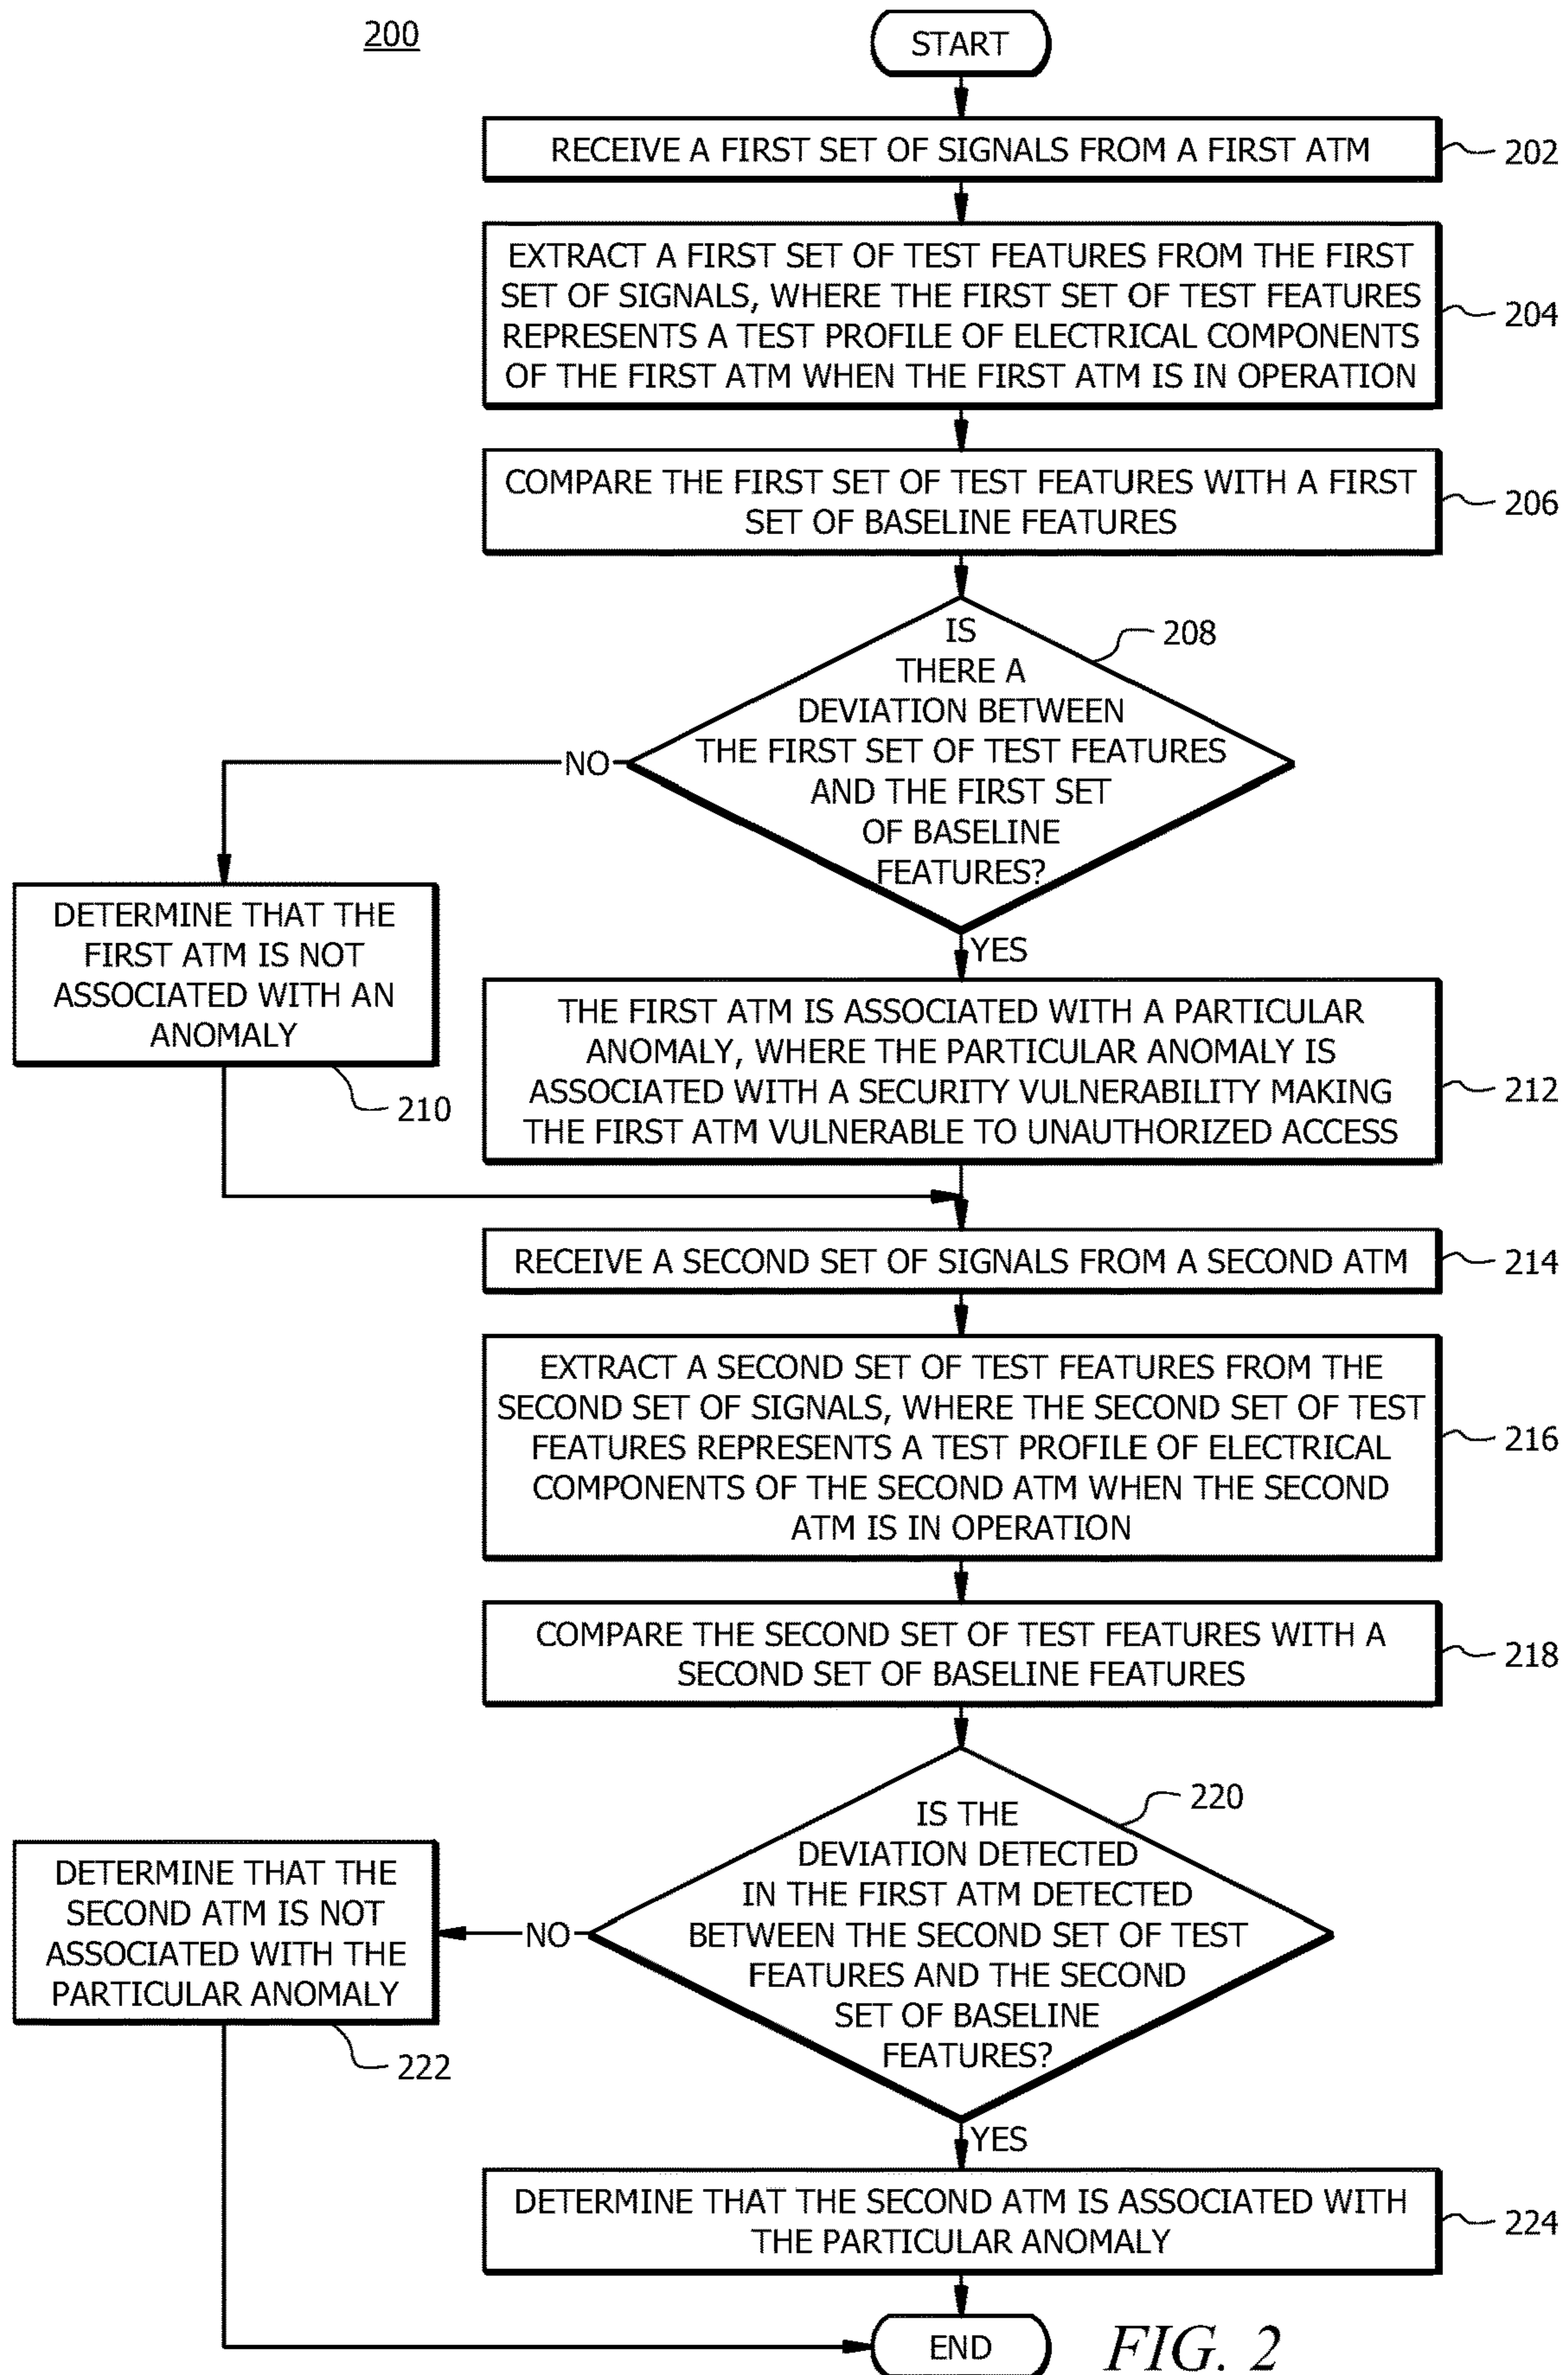 200
START
RECEIVE A FIRST SET OF SIGNALS FROM A FIRST ATM
202
EXTRACT A FIRST SET OF TEST FEATURES FROM THE FIRST
SET OF SIGNALS, WHERE THE FIRST SET OF TEST FEATURES
REPRESENTS A TEST PROFILE OF ELECTRICAL COMPONENTS
OF THE FIRST ATM WHEN THE FIRST ATM IS IN OPERATION
204
COMPARE THE FIRST SET OF TEST FEATURES WITH A FIRST
SET OF BASELINE FEATURES
206
IS
THERE A
DEVIATION BETWEEN
THE FIRST SET OF TEST FEATURES
AND THE FIRST SET
OF BASELINE
FEATURES?
208
NO
YES
DETERMINE THAT THE
FIRST ATM IS NOT
ASSOCIATED WITH AN
ANOMALY
210
THE FIRST ATM IS ASSOCIATED WITH A PARTICULAR
ANOMALY, WHERE THE PARTICULAR ANOMALY IS
ASSOCIATED WITH A SECURITY VULNERABILITY MAKING
THE FIRST ATM VULNERABLE TO UNAUTHORIZED ACCESS
212
RECEIVE A SECOND SET OF SIGNALS FROM A SECOND ATM
214
EXTRACT A SECOND SET OF TEST FEATURES FROM THE
SECOND SET OF SIGNALS, WHERE THE SECOND SET OF TEST
FEATURES REPRESENTS A TEST PROFILE OF ELECTRICAL
COMPONENTS OF THE SECOND ATM WHEN THE SECOND
ATM IS IN OPERATION
216
COMPARE THE SECOND SET OF TEST FEATURES WITH A
SECOND SET OF BASELINE FEATURES
218
IS THE
DEVIATION DETECTED
IN THE FIRST ATM DETECTED
BETWEEN THE SECOND SET OF TEST
FEATURES AND THE SECOND
SET OF BASELINE
FEATURES?
220
NO
YES
DETERMINE THAT THE
SECOND ATM IS NOT
ASSOCIATED WITH THE
PARTICULAR ANOMALY
222
DETERMINE THAT THE SECOND ATM IS ASSOCIATED WITH
THE PARTICULAR ANOMALY
224
END
FIG. 2